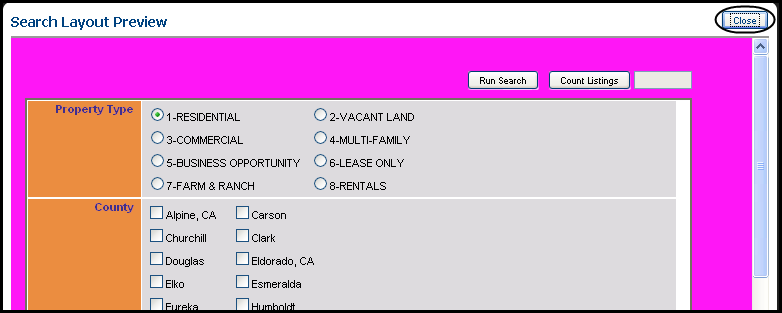 Search Layout Preview Close
Run Search Count Listings
Property Type 1-RESIDENTIAL 2-VACANT LAND
3-COMMERCIAL 4-MULTI-FAMILY
5-BUSINESS OPPORTUNITY 6-LEASE ONLY
7-FARM & RANCH 8-RENTALS
County Alpine, CA Carson
Churchill Clark
Douglas Eldorado, CA
Elko Esmeralda
Eureka Humboldt